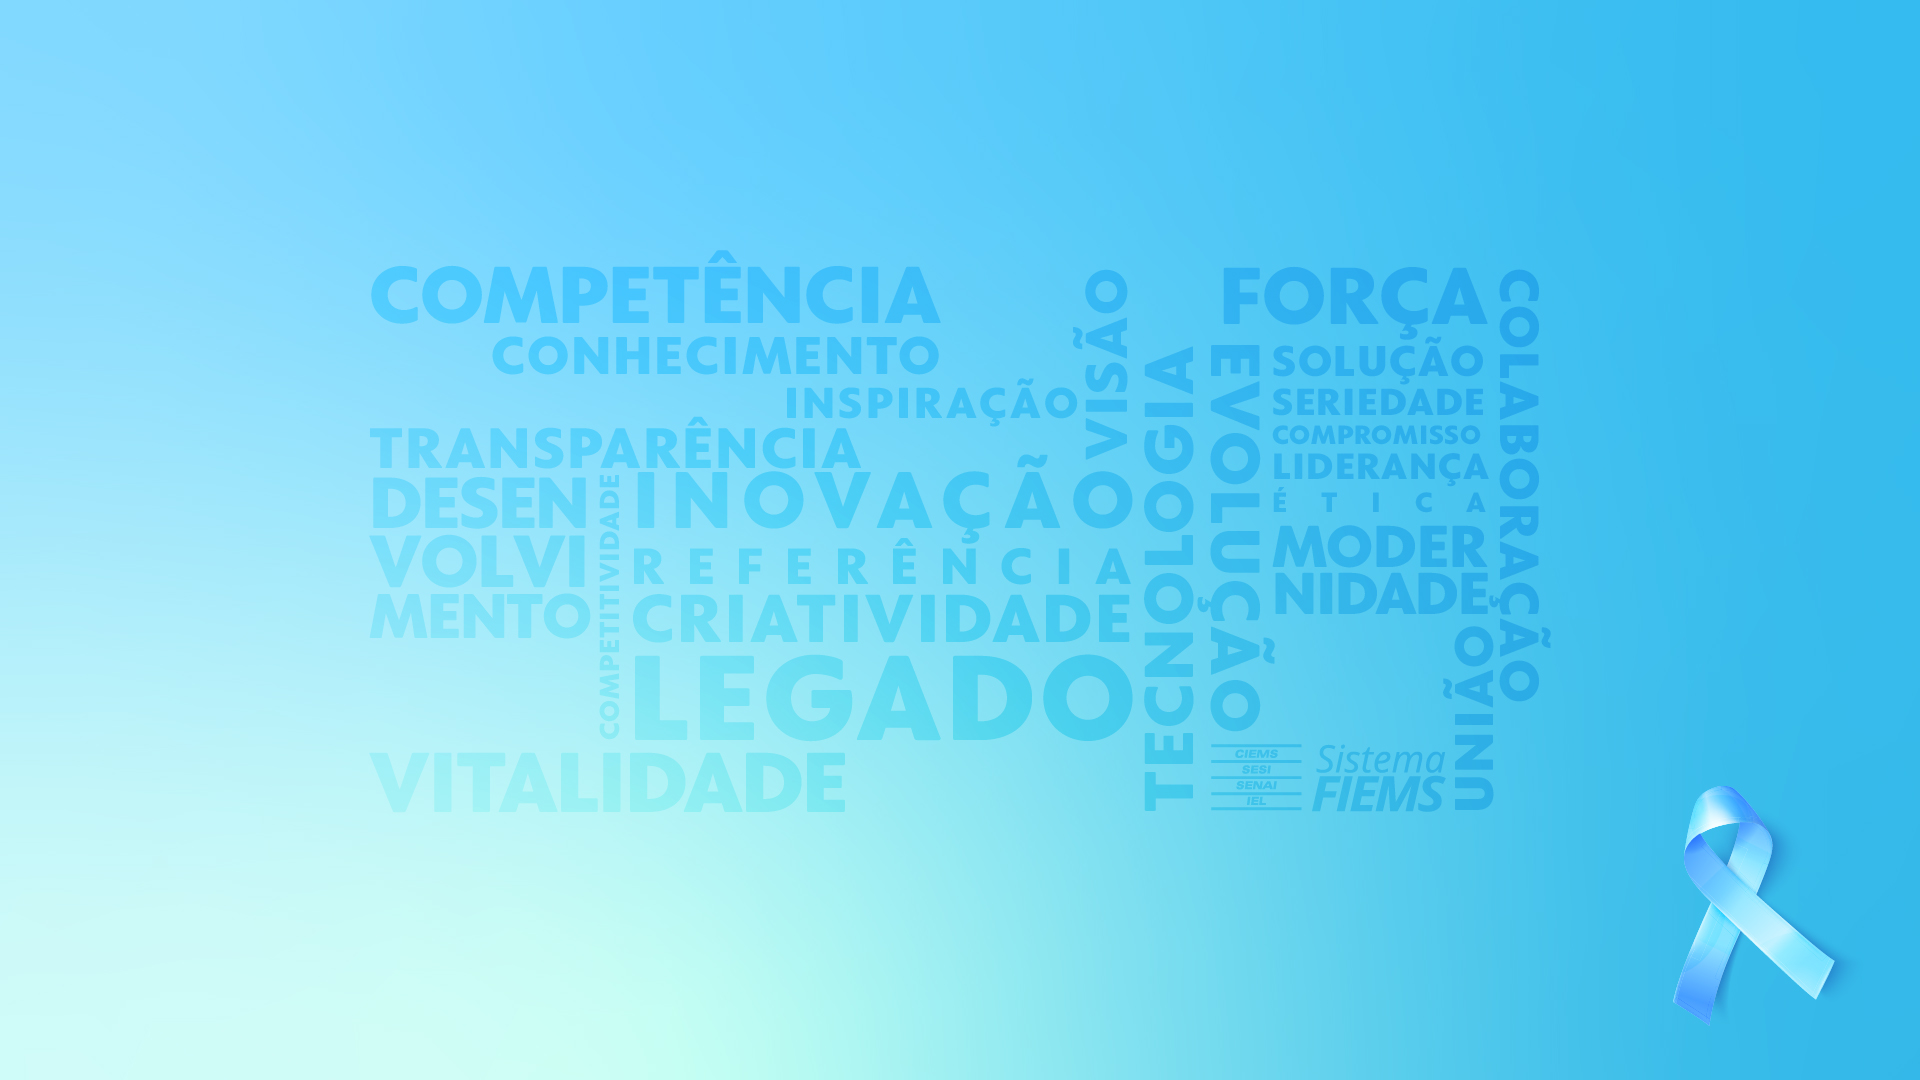 COMPETÊNCIA
CONHECIMENTO
INSPIRAÇÃO
VISÃO
TRANSPARÊNCIA
DESEN
VOLVI
MENTO
COMPETITIVIDADE
INOVAÇÃO
REFERÊNCIA
CRIATIVIDADE
LEGADO
VITALIDADE
TECNOLOGIA
FORÇA
EVOLUÇÃO
SOLUÇÃO
SERIEDADE
COMPROMISSO
LIDERANÇA
ÉTICA
MODER
NIDADE
COLABORAÇÃO
UNIÃO
CIEMS
SESI
SENAI
IEL
Sistema
FIEMS